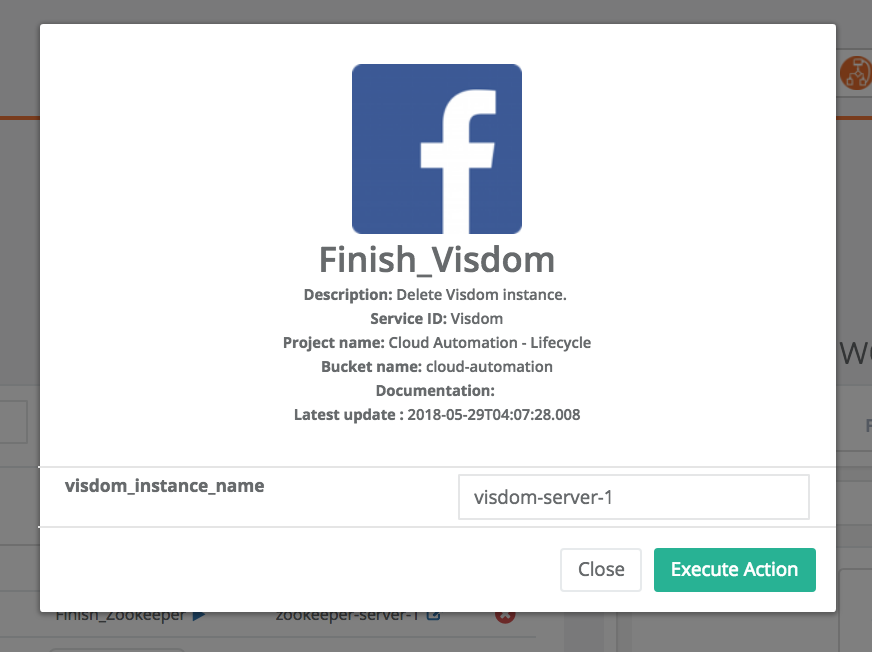 f
Finish_Visdom
Description: Delete Visdom instance.
Service ID: Visdom
Project name: Cloud Automation - Lifecycle
Bucket name: cloud-automation
Documentation:
Latest update : 2018-05-29T04:07:28.008
visdom_instance_name visdom-server-1
Close Execute Action
Finish_Zookeeper zookeeper-server-1